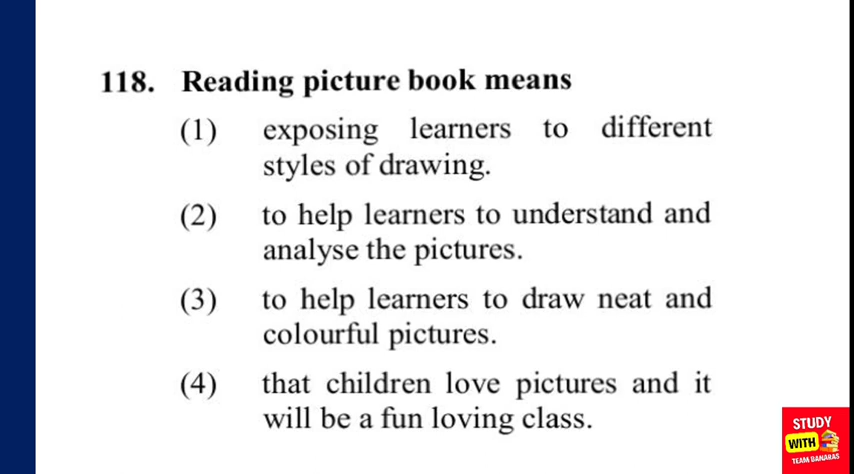 118. Reading picture book means
(1) exposing learners to different
styles of drawing.
(2) to help learners to understand and
analyse the pictures.
(3) to help learners to draw neat and
colourful pictures.
(4) that children love pictures and it
will be a fun loving class.
STUDY
WITH
TEAM BANARAS